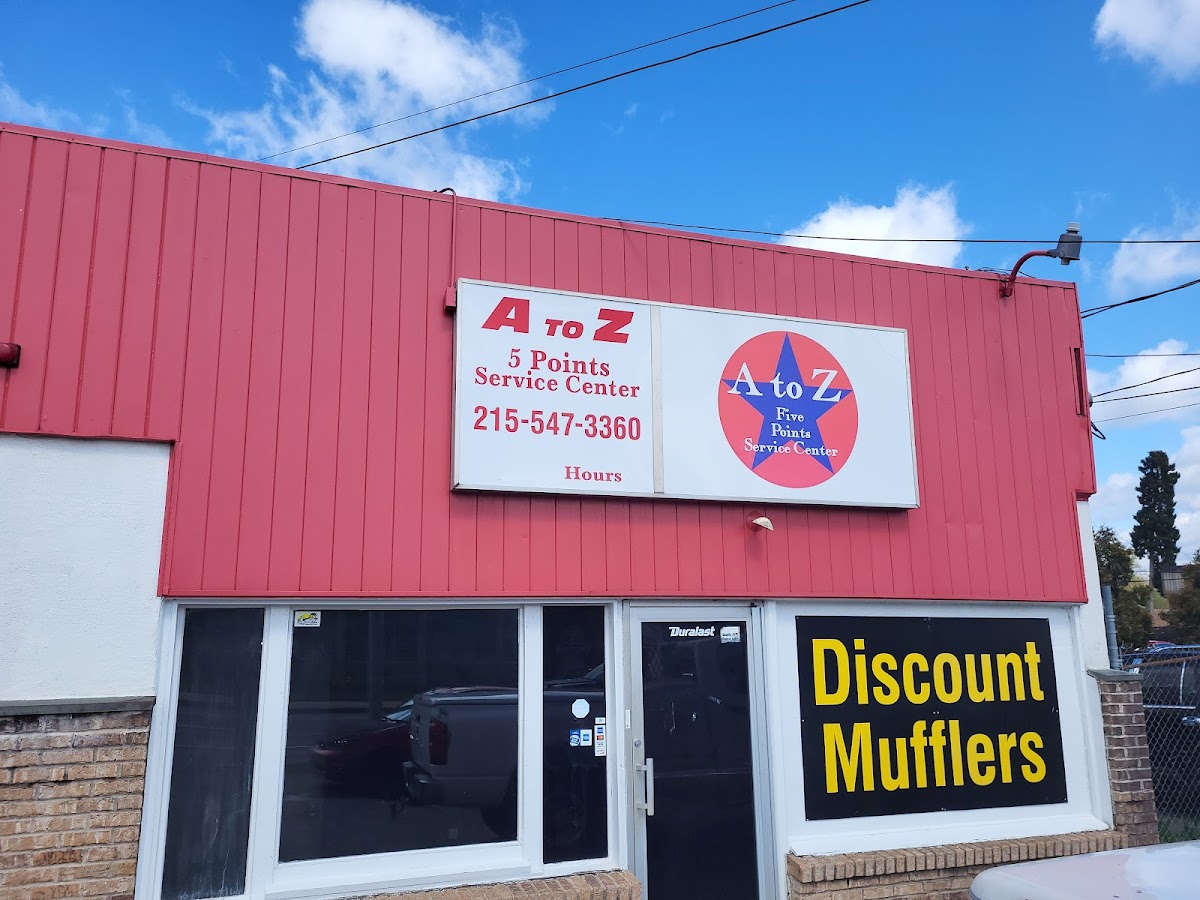 A TO Z
5 Points
Service Center
215-547-3360
Hours
A to Z
Five
Points
Service Center
Duralast
Discount
Mufflers